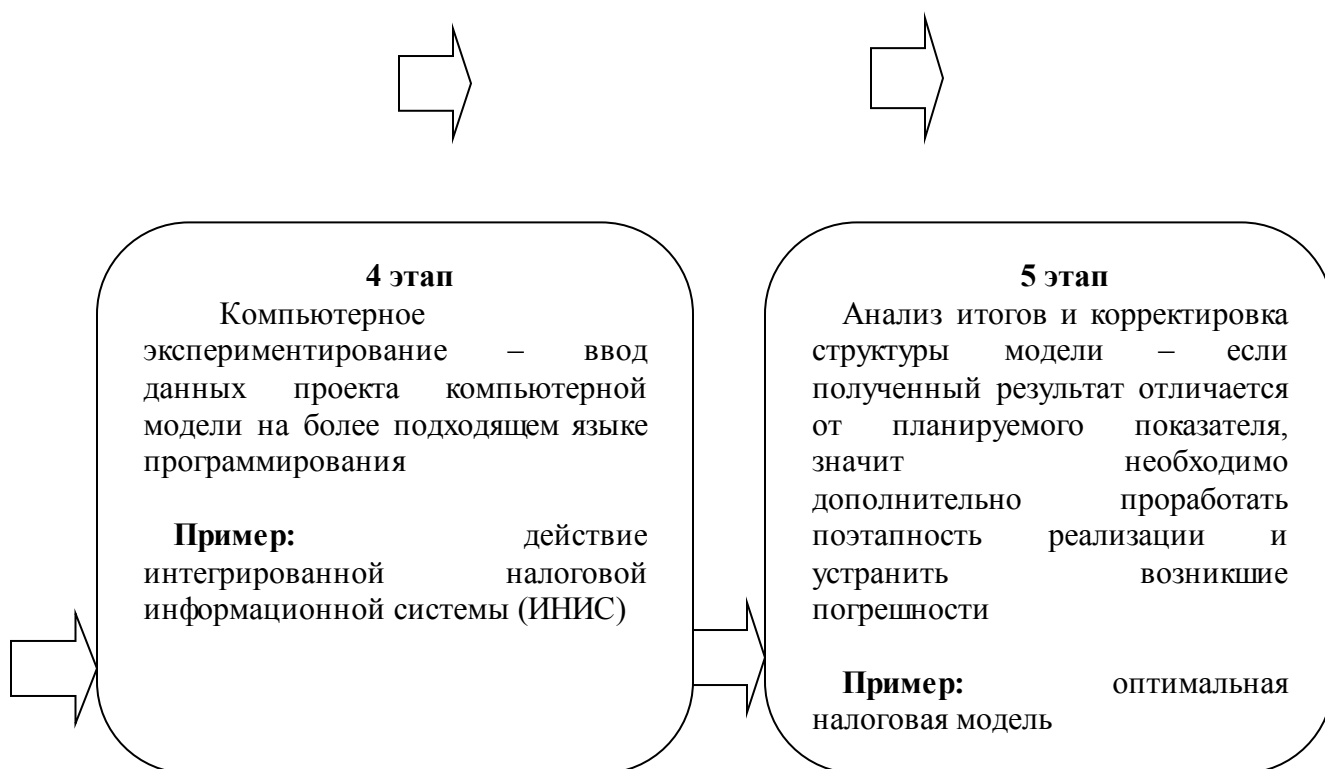 4 этап
Компьютерное
экспериментирование – ввод
данных проекта компьютерной
модели на более подходящем языке
программирования
Пример: действие
интегрированной налоговой
информационной системы (ИНИС)
5 этап
Анализ итогов и корректировка
структуры модели – если
полученный результат отличается
от планируемого показателя,
значит необходимо
дополнительно проработать
поэтапность реализации и
устранить возникшие
погрешности
Пример: оптимальная
налоговая модель